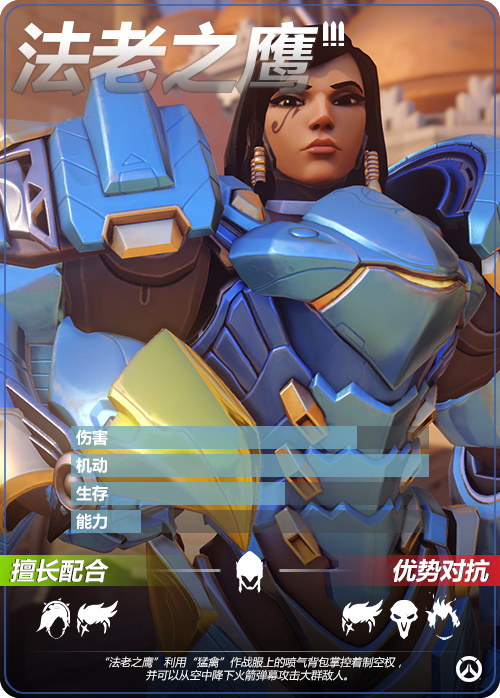 法老之鹰!!!
伤害
机动
生存
能力
擅长配合
优势对抗
“法老之鹰”利用“猛禽”作战服上的喷气背包掌控着制空权，
并可以从空中降下火箭弹幕攻击大群敌人。